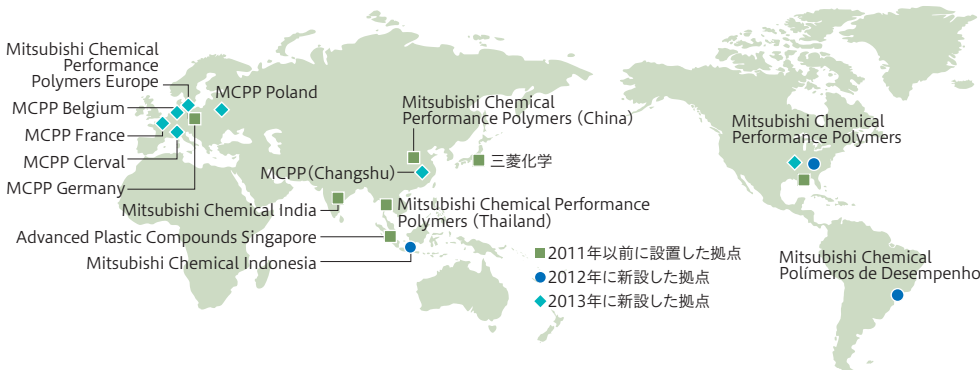 Mitsubishi Chemical
Performance
Polymers Europe
MCPP Belgium
MCPP France
MCPP Clerval
MCPP Germany
MCPP Poland
Mitsubishi Chemical
Performance Polymers (China)
三菱化学
MCPP(Changshu)
Mitsubishi Chemical India
Mitsubishi Chemical Performance
Polymers (Thailand)
Advanced Plastic Compounds Singapore
Mitsubishi Chemical Indonesia
2011年以前に設置した拠点
2012年に新設した拠点
2013年に新設した拠点
Mitsubishi Chemical
Performance Polymers
Mitsubishi Chemical
Polímeros de Desempenho